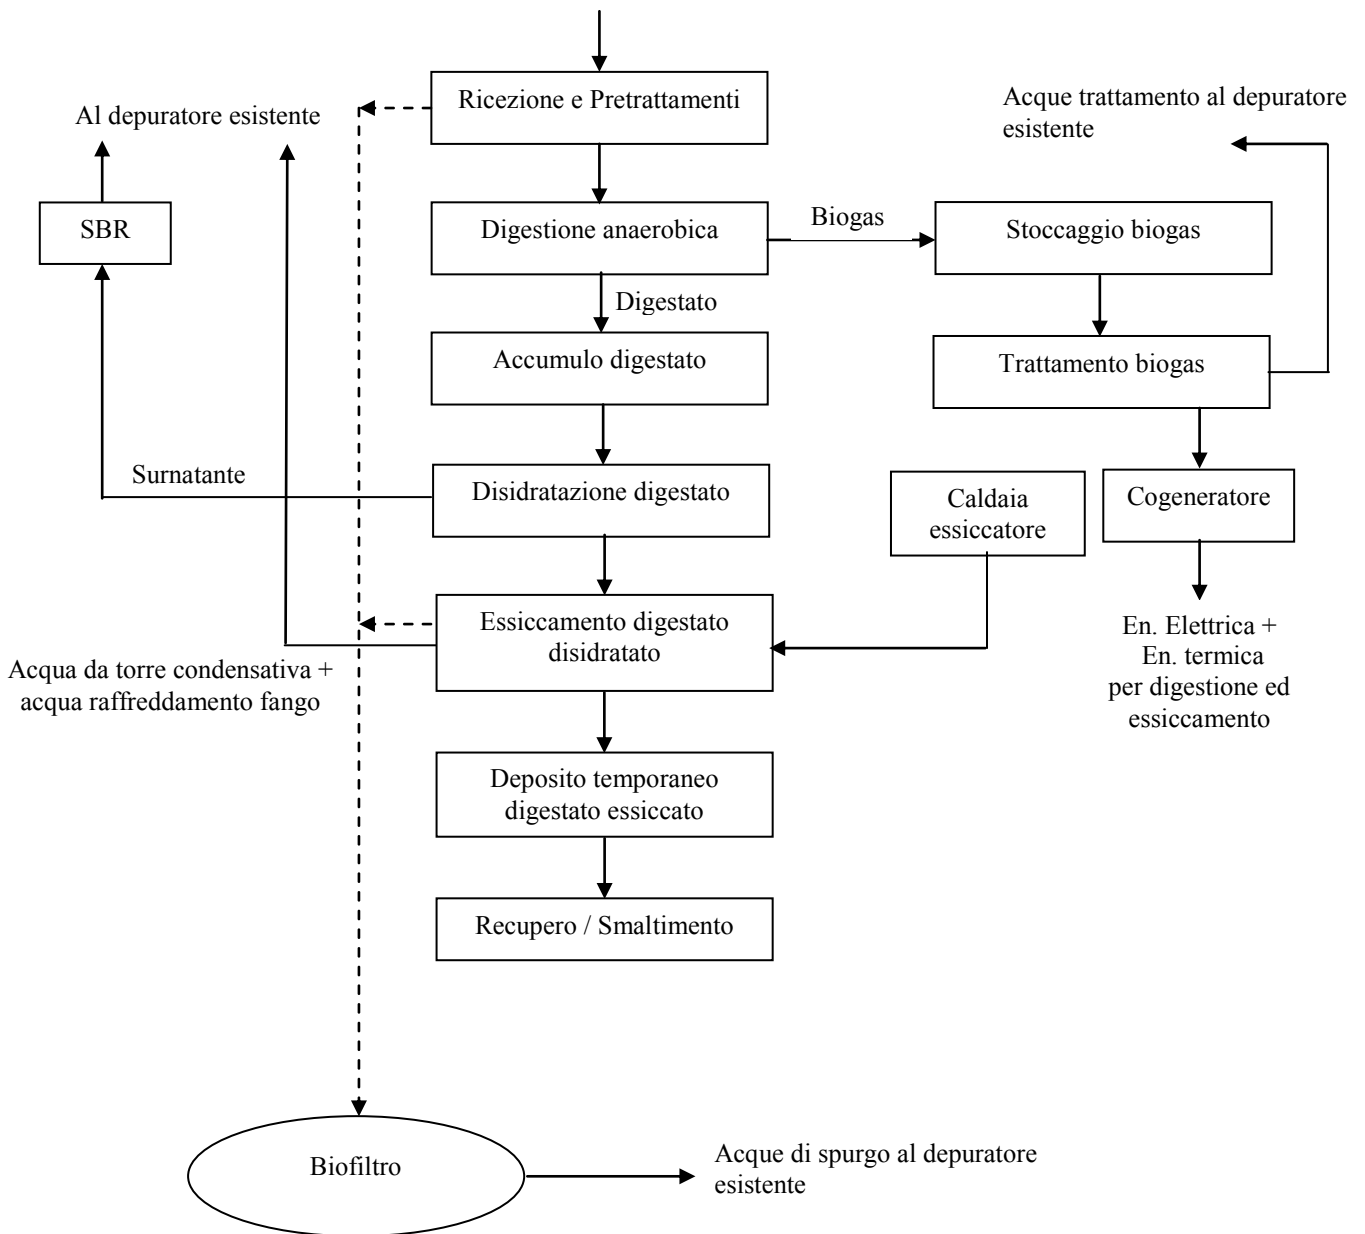 Ricezione e Pretrattamenti
Al depuratore esistente
Acque trattamento al depuratore
esistente
SBR
Digestione anaerobica
Biogas
Stoccaggio biogas
Digestato
Accumulo digestato
Trattamento biogas
Surnatante
Disidratazione digestato
Caldaia
essiccatore
Cogeneratore
Essiccamento digestato
disidratato
En. Elettrica +
En. termica
per digestione ed
essiccamento
Acqua da torre condensativa +
acqua raffreddamento fango
Deposito temporaneo
digestato essiccato
Recupero / Smaltimento
Biofiltro
Acque di spurgo al depuratore
esistente